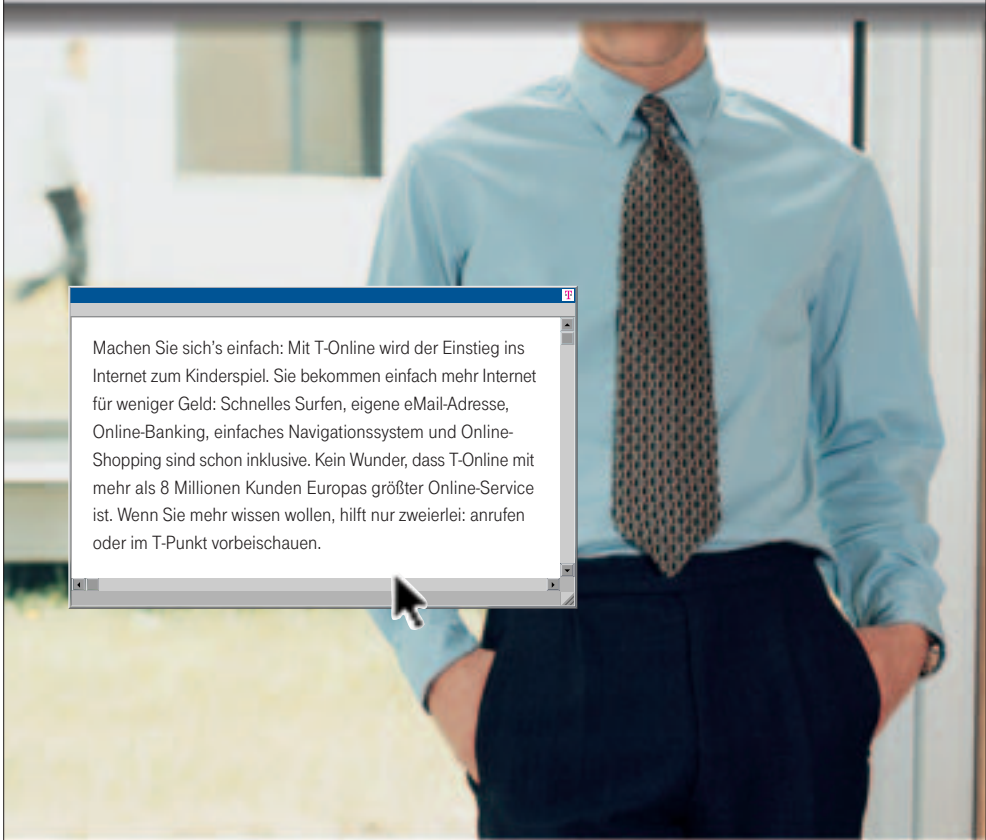 T
Machen Sie sich’s einfach: Mit T-Online wird der Einstieg ins
Internet zum Kinderspiel. Sie bekommen einfach mehr Internet
für weniger Geld: Schnelles Surfen, eigene eMail-Adresse,
Online-Banking, einfaches Navigationssystem und Online-
Shopping sind schon inklusive. Kein Wunder, dass T-Online mit
mehr als 8 Millionen Kunden Europas größter Online-Service
ist. Wenn Sie mehr wissen wollen, hilft nur zweierlei: anrufen
oder im T-Punkt vorbeischauen.